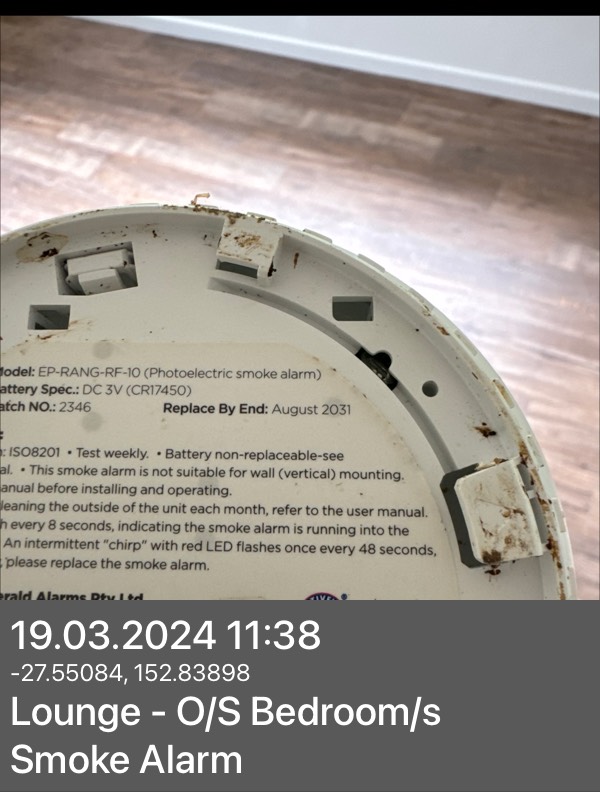 Model: EP-RANG-RF-10 (Photoelectric smoke alarm)
Battery Spec.: DC 3V (CR17450)
Batch NO.: 2346 Replace By End: August 2031
: ISO8201 • Test weekly. • Battery non-replaceable-see
al. • This smoke alarm is not suitable for wall (vertical) mounting.
anual before installing and operating.
leaning the outside of the unit each month, refer to the user manual.
h every 8 seconds, indicating the smoke alarm is running into the
An intermittent "chirp" with red LED flashes once every 48 seconds,
please replace the smoke alarm.
erald Alarms Pty Ltd
19.03.2024 11:38
-27.55084, 152.83898
Lounge - O/S Bedroom/s
Smoke Alarm